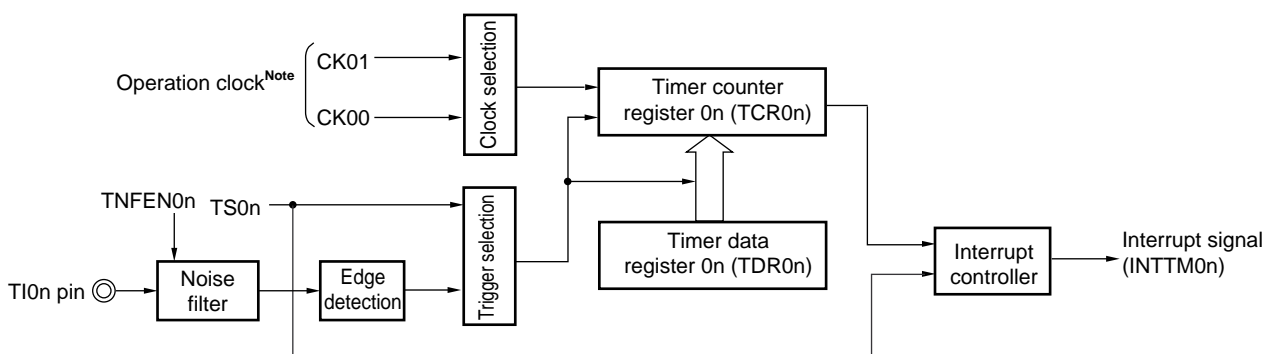 Operation clockNote
CK01
CK00
Clock selection
Timer counter
register 0n (TCR0n)
TNFEN0n
TS0n
Trigger selection
Timer data
register 0n (TDR0n)
TI0n pin
Noise
filter
Edge
detection
Interrupt
controller
Interrupt signal
(INTTM0n)